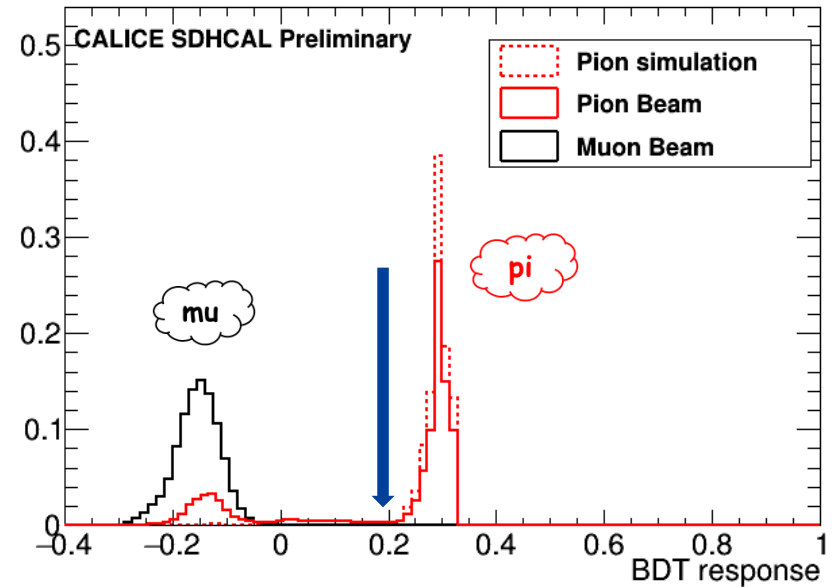 CALICE SDHCAL Preliminary
Pion simulation
Pion Beam
Muon Beam
mu
pi
0.5
0.4
0.3
0.2
0.1
0
−0.4 −0.2 0 0.2 0.4 0.6 0.8 1
BDT response